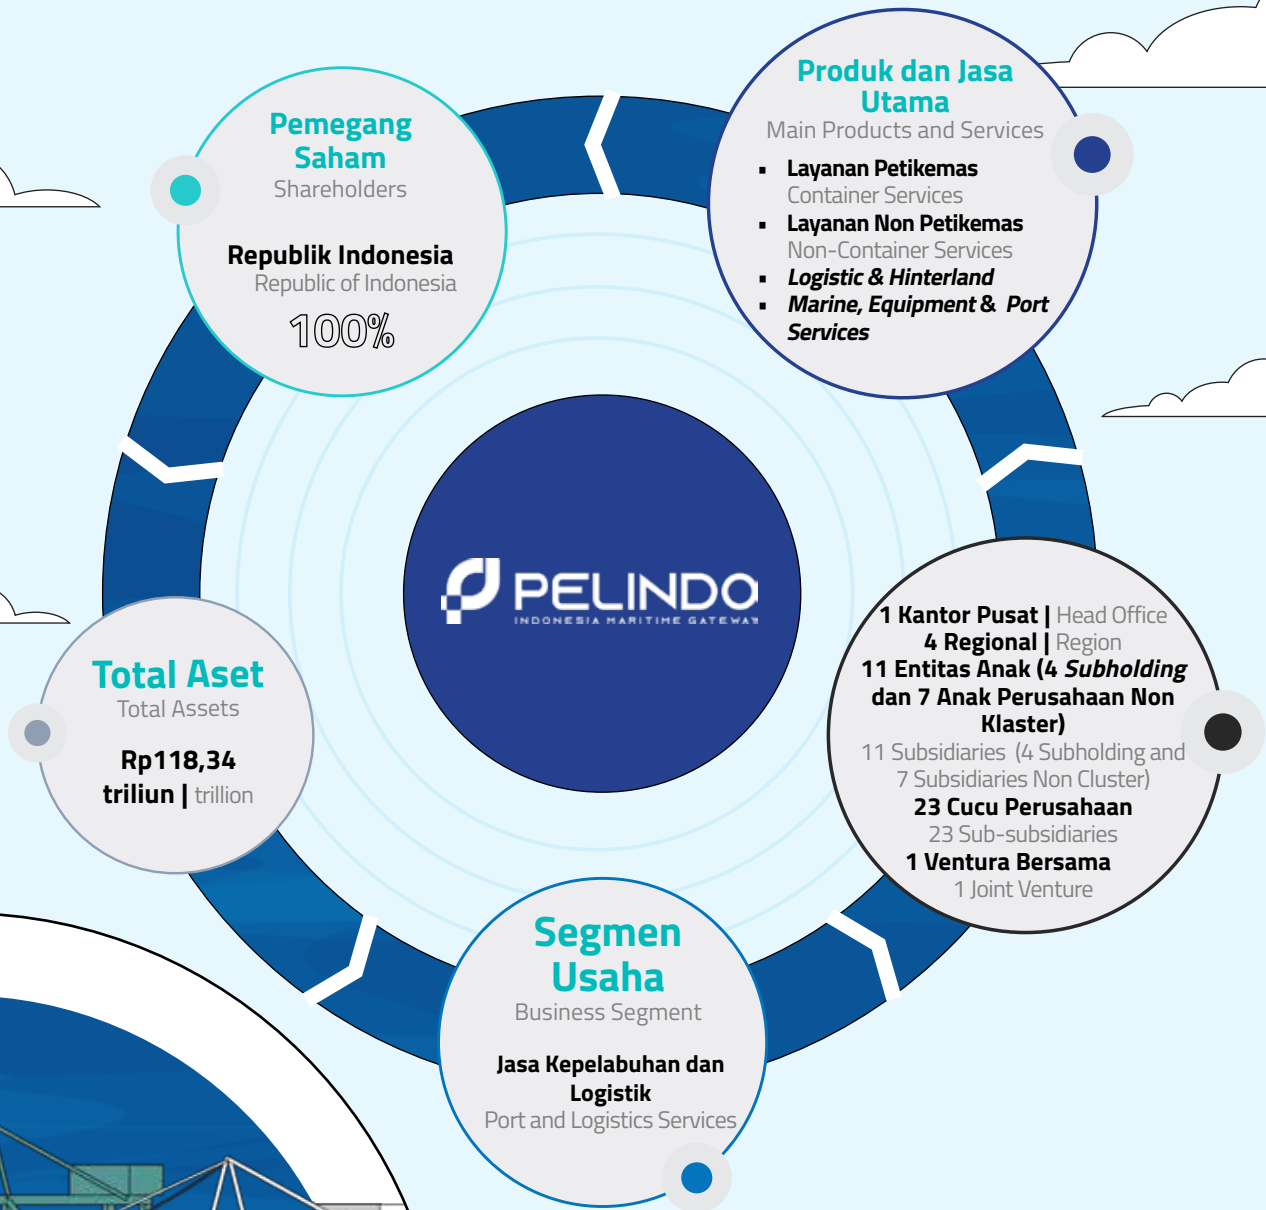 Pemegang
Saham
Shareholders
Republik Indonesia
Republic of Indonesia
100%
Produk dan Jasa
Utama
Main Products and Services
▪ Layanan Petikemas
Container Services
▪ Layanan Non Petikemas
Non-Container Services
▪ Logistic & Hinterland
▪ Marine, Equipment & Port
Services
PELINDO
INDONESIA MARITIME GATEWAY
Total Aset
Total Assets
Rp118,34
triliun | trillion
1 Kantor Pusat | Head Office
4 Regional | Region
11 Entitas Anak (4 Subholding
dan 7 Anak Perusahaan Non
Klaster)
11 Subsidiaries (4 Subholding and
7 Subsidiaries Non Cluster)
23 Cucu Perusahaan
23 Sub-subsidiaries
1 Ventura Bersama
1 Joint Venture
Segmen
Usaha
Business Segment
Jasa Kepelabuhan dan
Logistik
Port and Logistics Services